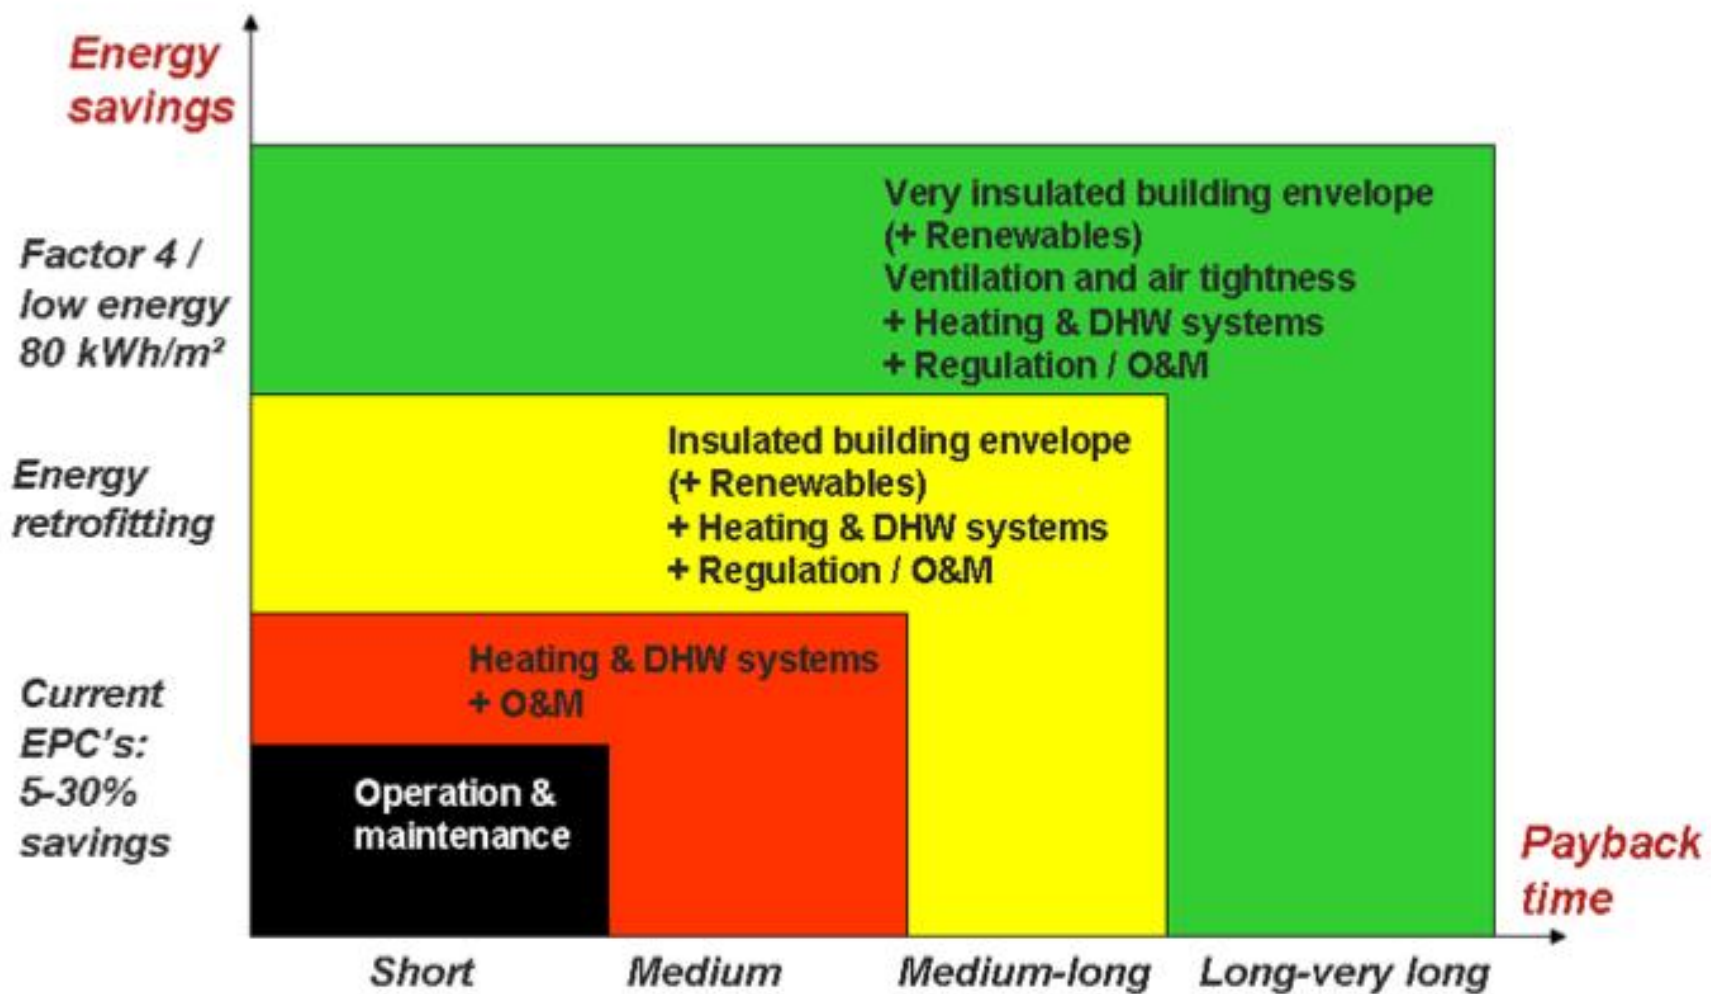 Energy
savings
Factor 4 /
low energy
80 kWh/m²
Energy
retrofitting
Current
EPC's:
5-30%
savings
Very insulated building envelope
(+ Renewables)
Ventilation and air tightness
+ Heating & DHW systems
+ Regulation / O&M
Insulated building envelope
(+ Renewables)
+ Heating & DHW systems
+ Regulation / O&M
Heating & DHW systems
+ O&M
Operation &
maintenance
Payback
time
Short
Medium
Medium-long
Long-very long